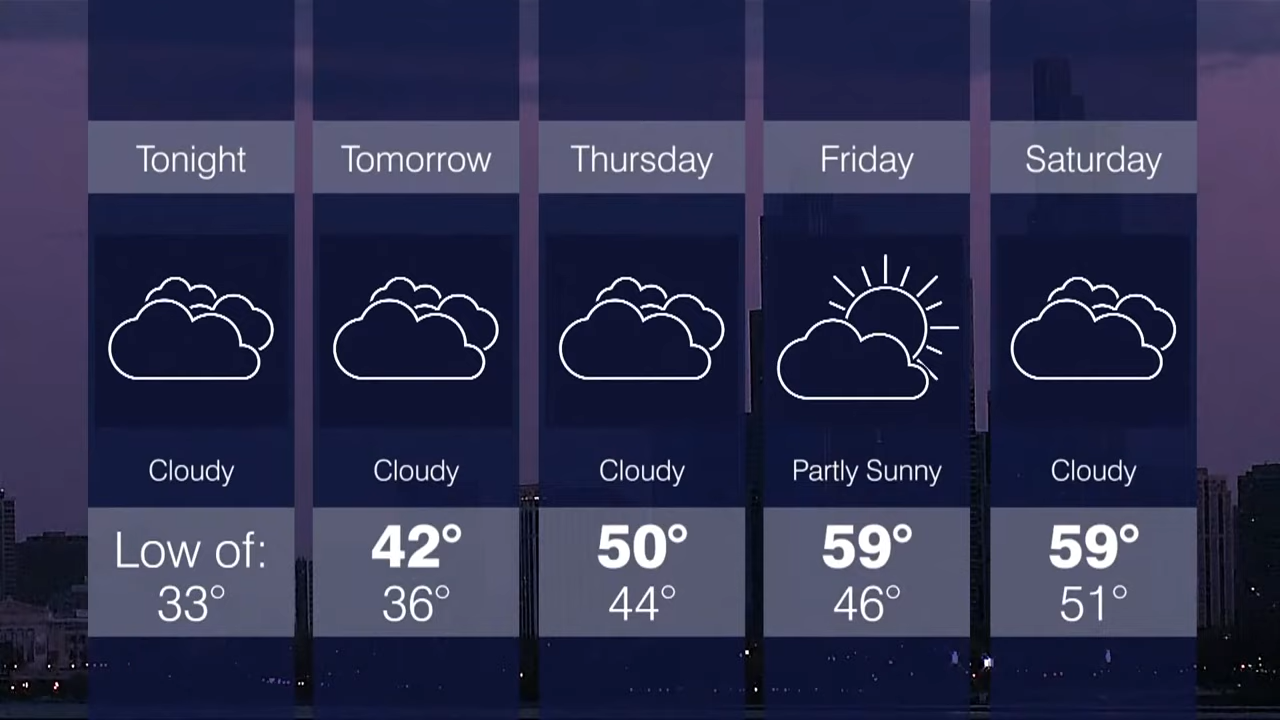 Tonight
Cloudy
Low of:
33°
Tomorrow
Cloudy
42°
36°
Thursday
Cloudy
50°
44°
Friday
Partly Sunny
59°
46°
Saturday
Cloudy
59°
51°